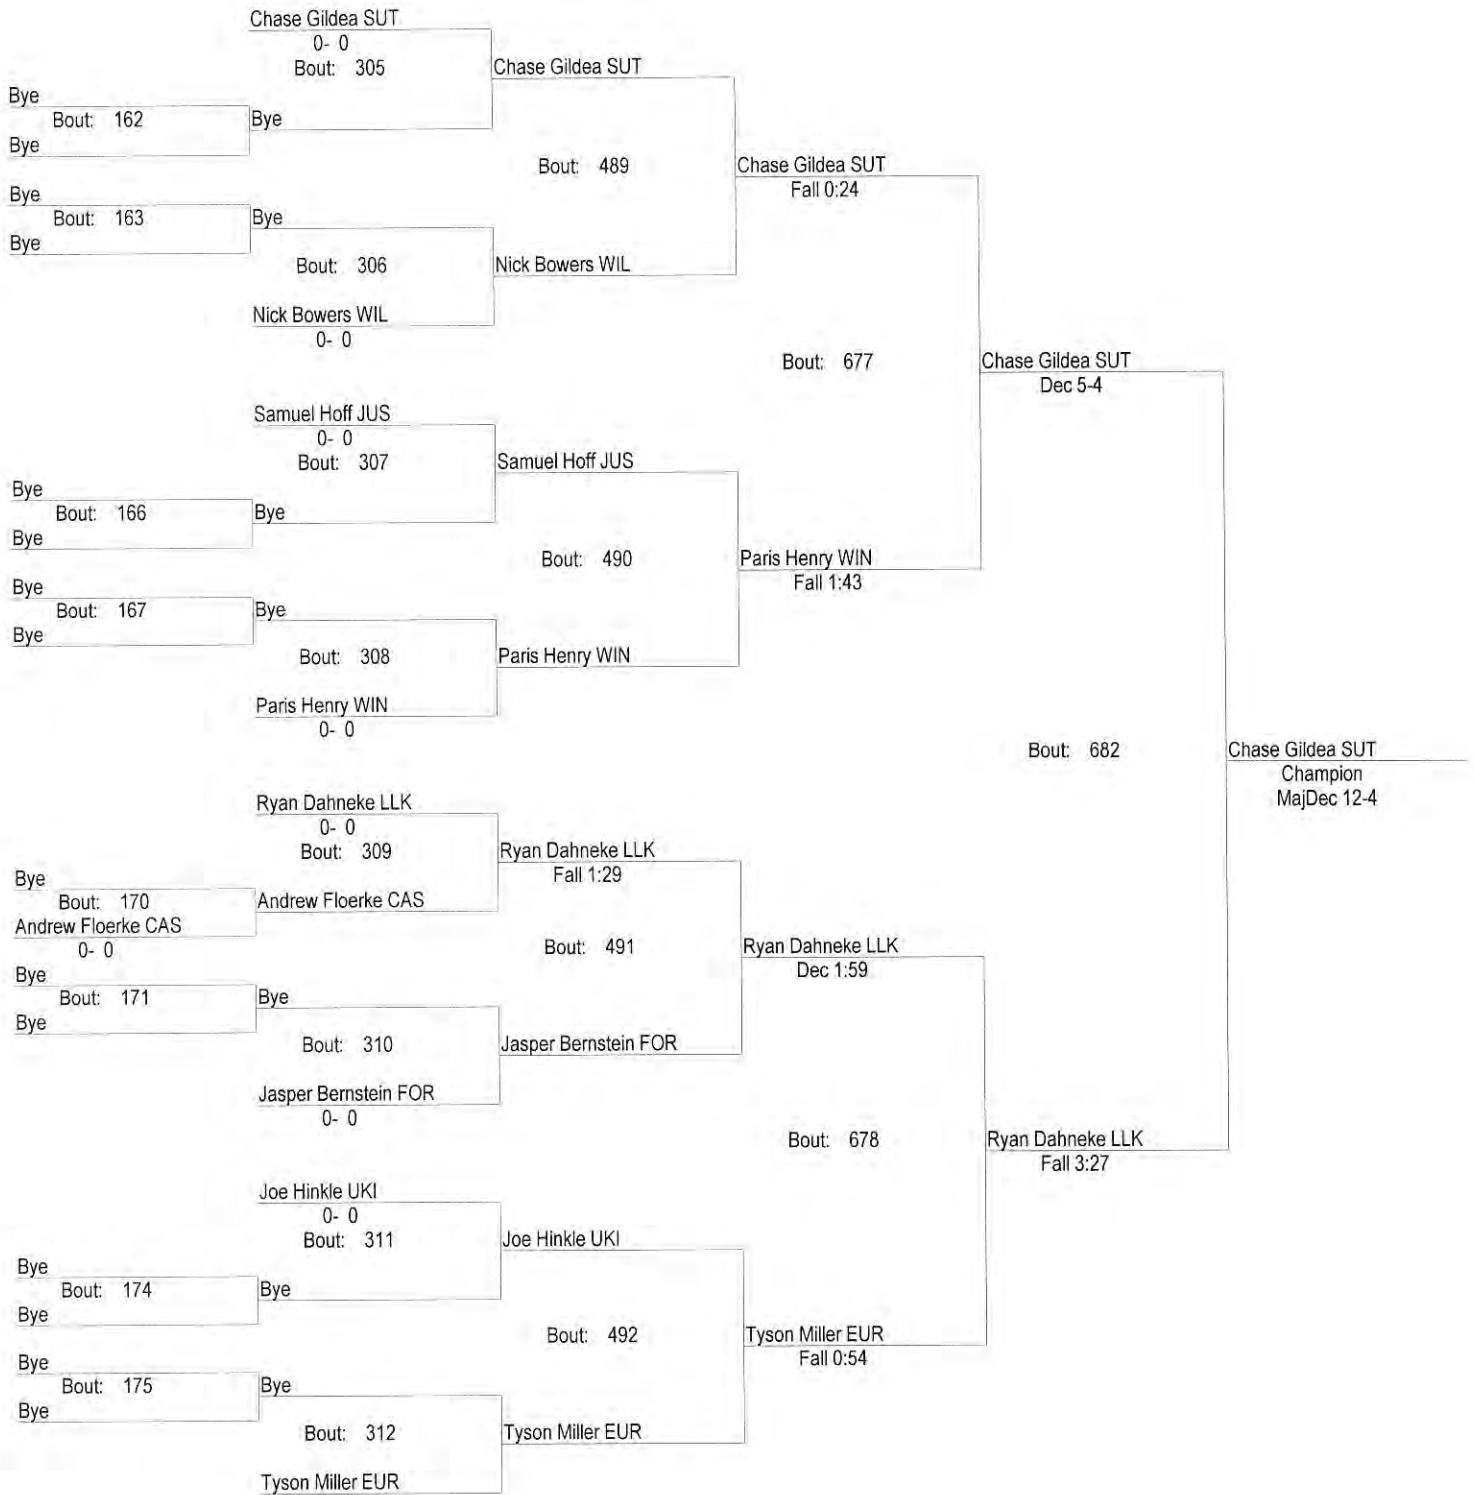 Chase Gildea SUT
0- 0
Bout: 305
Chase Gildea SUT
Bye
Bout: 162
Bye
Bye
Bout: 489
Chase Gildea SUT
Fall 0:24
Bye
Bout: 163
Bye
Bye
Bout: 306
Nick Bowers WIL
Nick Bowers WIL
0- 0
Bout: 677
Chase Gildea SUT
Dec 5-4
Samuel Hoff JUS
0- 0
Bout: 307
Samuel Hoff JUS
Bye
Bout: 166
Bye
Bye
Bout: 490
Paris Henry WIN
Fall 1:43
Bye
Bout: 167
Bye
Bye
Bout: 308
Paris Henry WIN
Paris Henry WIN
0- 0
Bout: 682
Chase Gildea SUT
Champion
MajDec 12-4
Ryan Dahneke LLK
0- 0
Bout: 309
Ryan Dahneke LLK
Fall 1:29
Bye
Bout: 170
Andrew Floerke CAS
Andrew Floerke CAS
0- 0
Bout: 491
Ryan Dahneke LLK
Dec 1:59
Bye
Bout: 171
Bye
Bye
Bout: 310
Jasper Bernstein FOR
Jasper Bernstein FOR
0- 0
Bout: 678
Ryan Dahneke LLK
Fall 3:27
Joe Hinkle UKI
0- 0
Bout: 311
Joe Hinkle UKI
Bye
Bout: 174
Bye
Bye
Bout: 492
Tyson Miller EUR
Fall 0:54
Bye
Bout: 175
Bye
Bye
Bout: 312
Tyson Miller EUR
Tyson Miller EUR